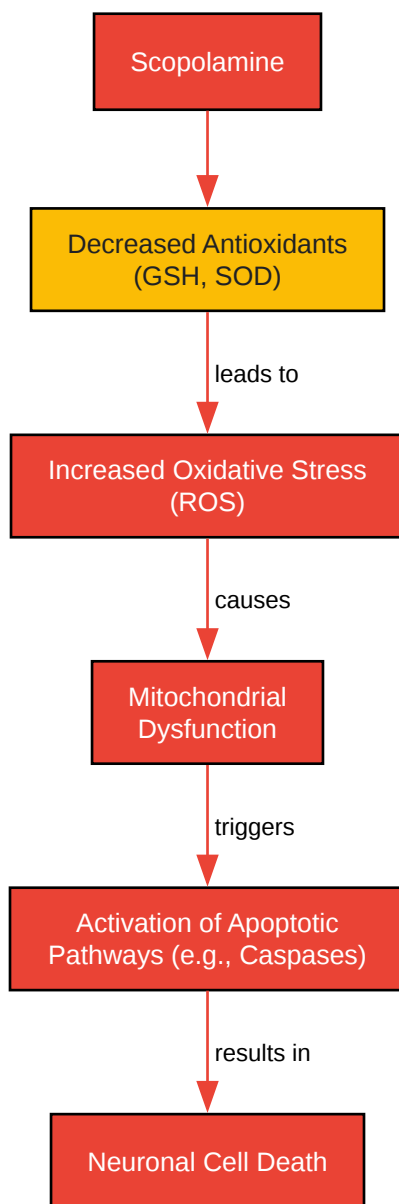 Scopolamine
Decreased Antioxidants
(GSH, SOD)
leads to
Increased Oxidative Stress
(ROS)
causes
Mitochondrial
Dysfunction
triggers
Activation of Apoptotic
Pathways (e.g., Caspases)
results in
Neuronal Cell Death